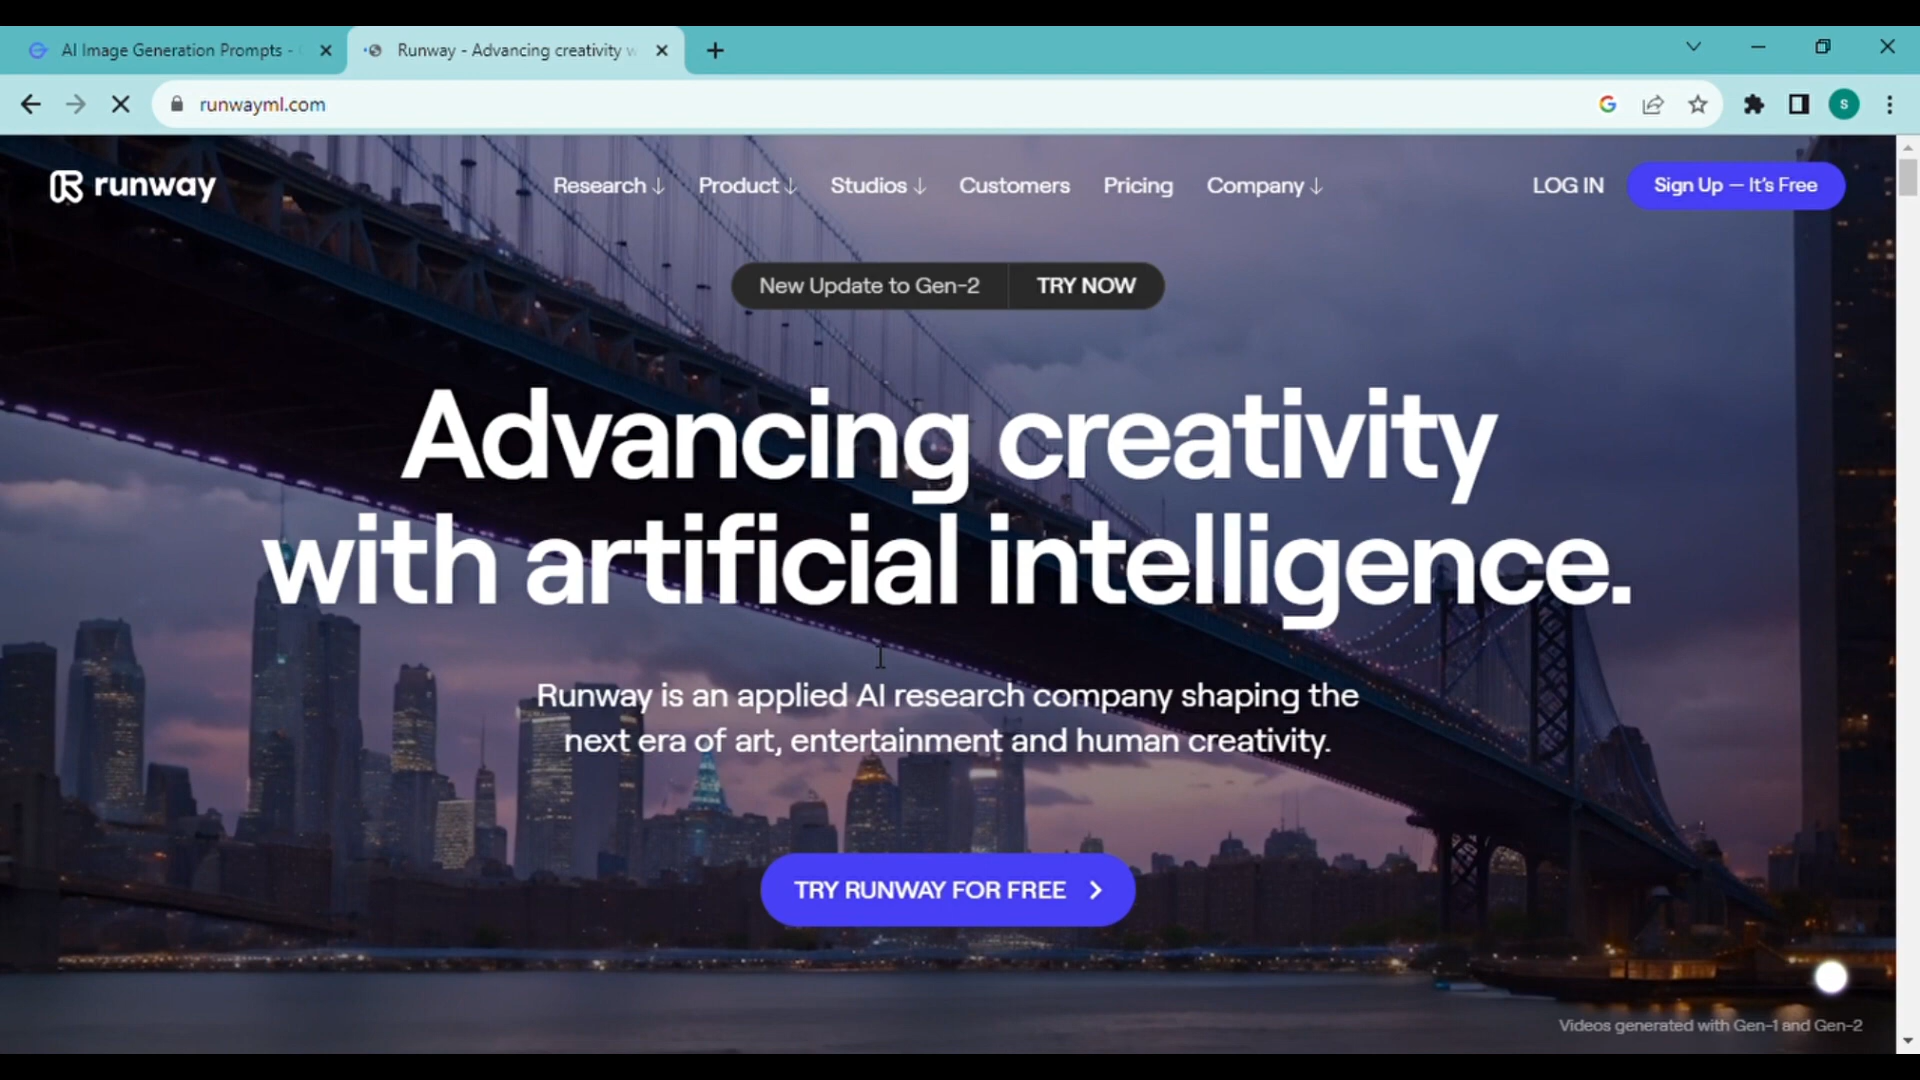 AI Image Generation Prompts -
Runway - Advancing creativity w
runwayml.com
S
runway
Research ↓ Product ↓ Studios ↓ Customers Pricing Company ↓ LOG IN Sign Up — It's Free
New Update to Gen-2 TRY NOW
Advancing creativity
with artificial intelligence.
Runway is an applied AI research company shaping the
next era of art, entertainment and human creativity.
TRY RUNWAY FOR FREE >
Videos generated with Gen-1 and Gen-2